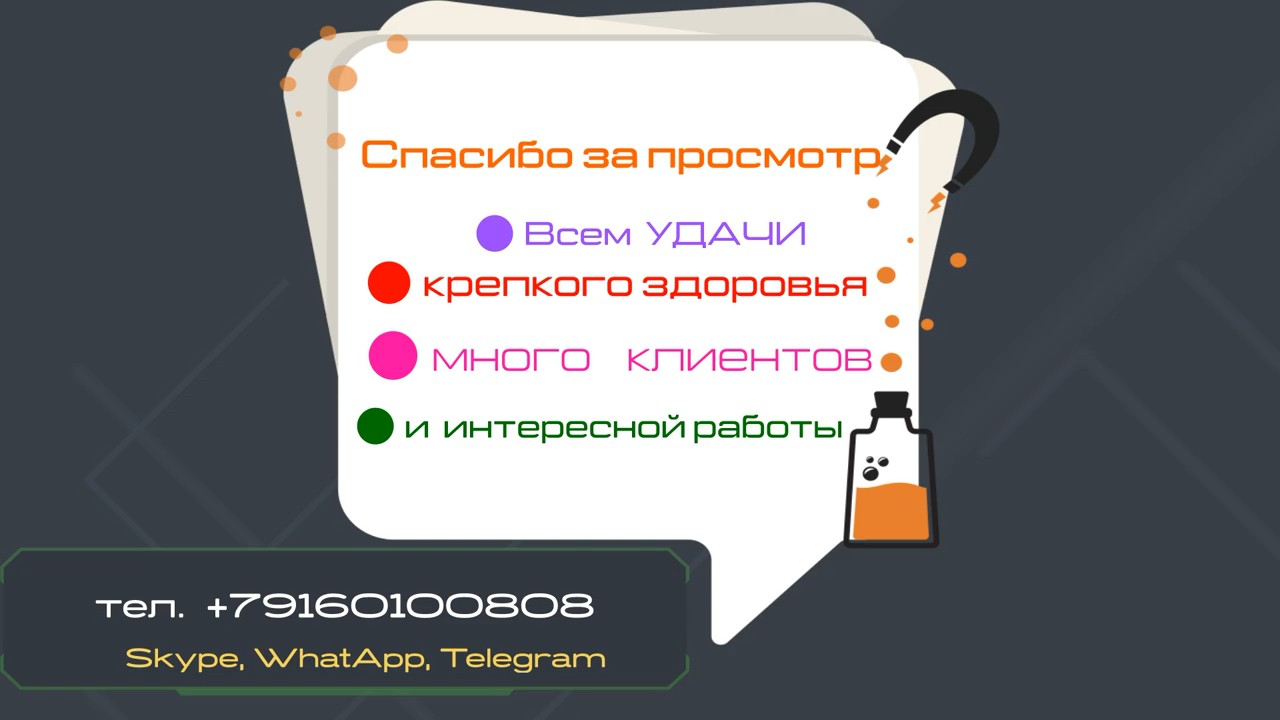 Спасибо за просмотр
Всем УДАЧИ
крепкого здоровья
много клиентов
и интересной работы
тел. +79160100808
Skype, WhatApp, Telegram